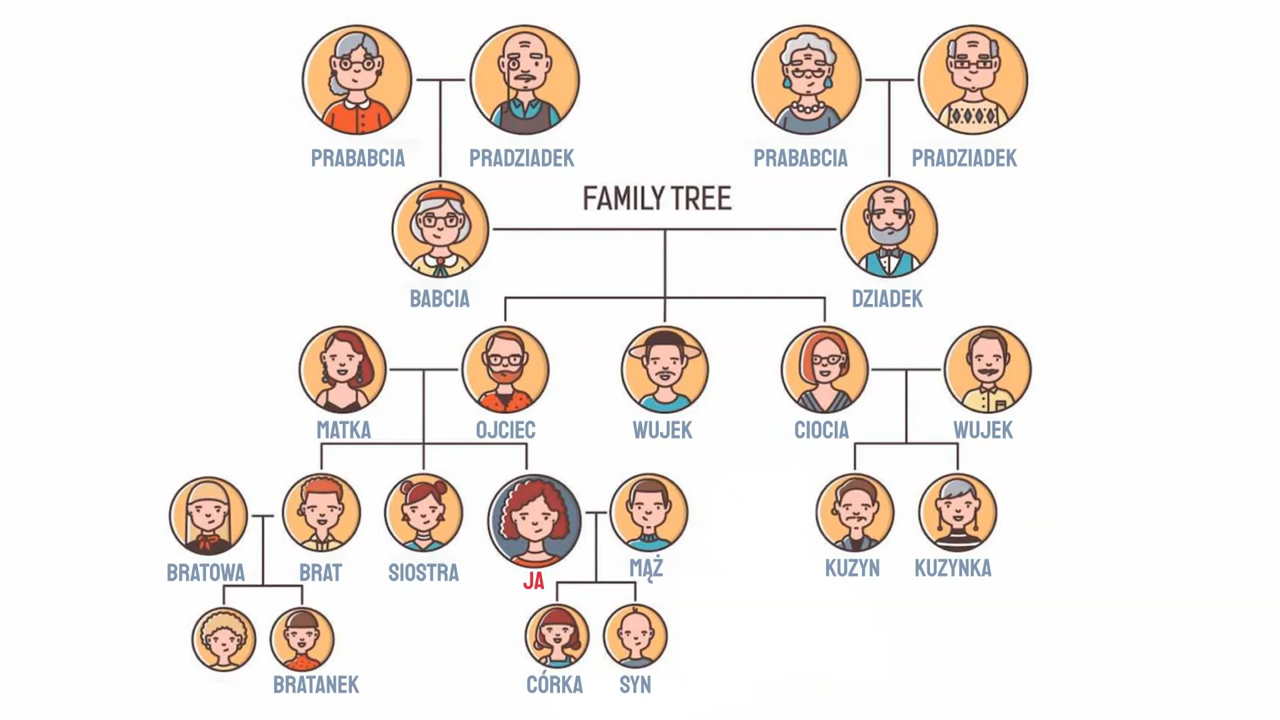 PRABABCIA PRADZIADEK PRABABCIA PRADZIADEK
FAMILY TREE
BABCIA DZIADEK
MATKA OJCIEC WUJEK CIOCIA WUJEK
BRATOWA BRAT SIOSTRA JA MĄŻ KUZYN KUZYNKA
BRATANEK CÓRKA SYN